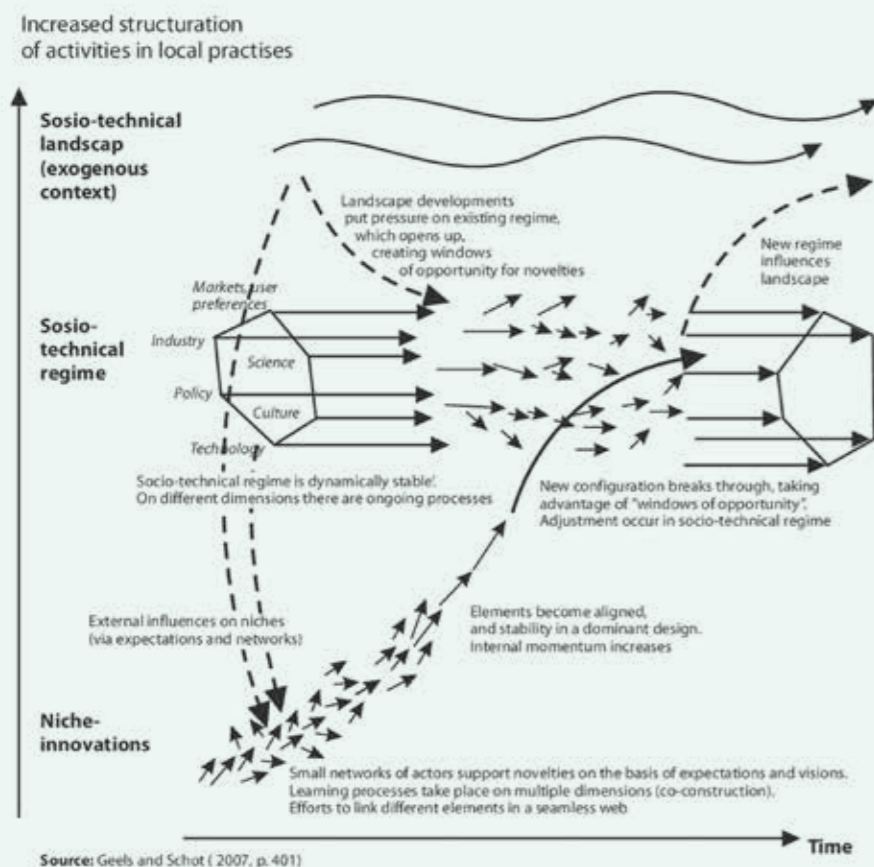 Increased structuration
of activities in local practises
Sosio-technical
landscap
(exogenous
context)
Landscape developments
put pressure on existing regime,
which opens up,
creating windows
of opportunity for novelties
New regime
influences
landscape
Markets, user
preferences
Sosio-
technical
regime
Industry
Science
Policy
Culture
Technology
Socio-technical regime is dynamically stable'.
On different dimensions there are ongoing processes
New configuration breaks through, taking
advantage of "windows of opportunity".
Adjustment occur in socio-technical regime
External influences on niches
(via expectations and networks)
Elements become aligned,
and stability in a dominant design.
Internal momentum increases
Niche-
innovations
Small networks of actors support novelties on the basis of expectations and visions.
Learning processes take place on multiple dimensions (co-construction).
Efforts to link different elements in a seamless web
Time
Source: Geels and Schot ( 2007, p. 401)